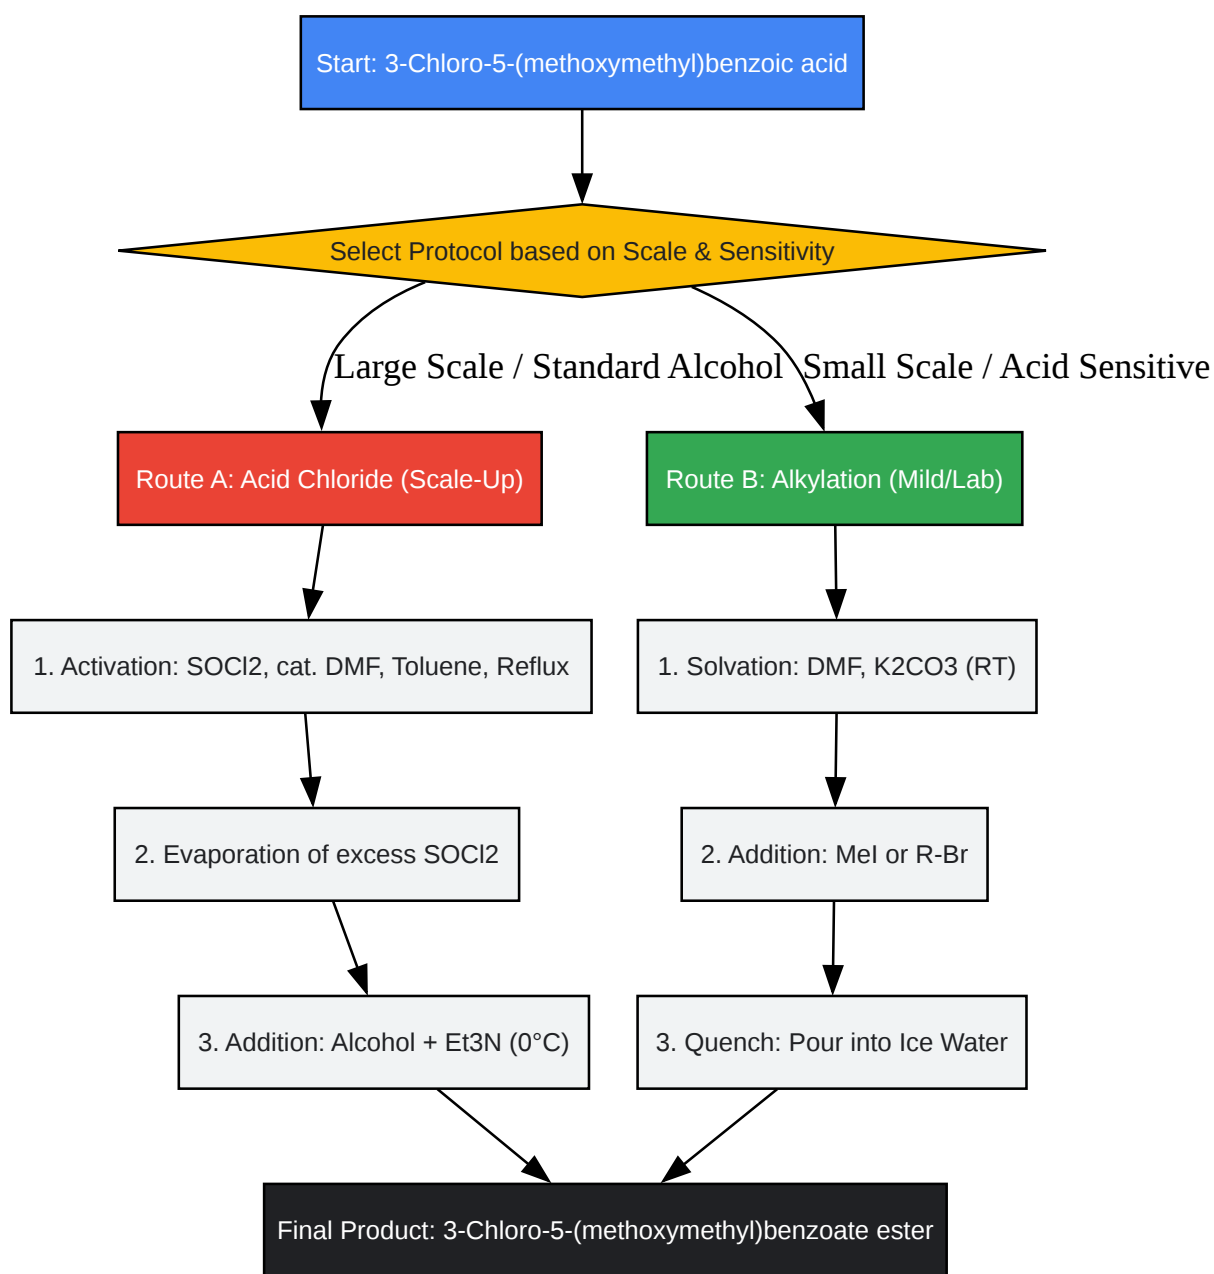 Start: 3-Chloro-5-(methoxymethyl)benzoic acid
Select Protocol based on Scale & Sensitivity
Large Scale / Standard Alcohol
Small Scale / Acid Sensitive
Route A: Acid Chloride (Scale-Up)
Route B: Alkylation (Mild/Lab)
1. Activation: SOCl2, cat. DMF, Toluene, Reflux
1. Solvation: DMF, K2CO3 (RT)
2. Evaporation of excess SOCl2
2. Addition: MeI or R-Br
3. Addition: Alcohol + Et3N (0°C)
3. Quench: Pour into Ice Water
Final Product: 3-Chloro-5-(methoxymethyl)benzoate ester